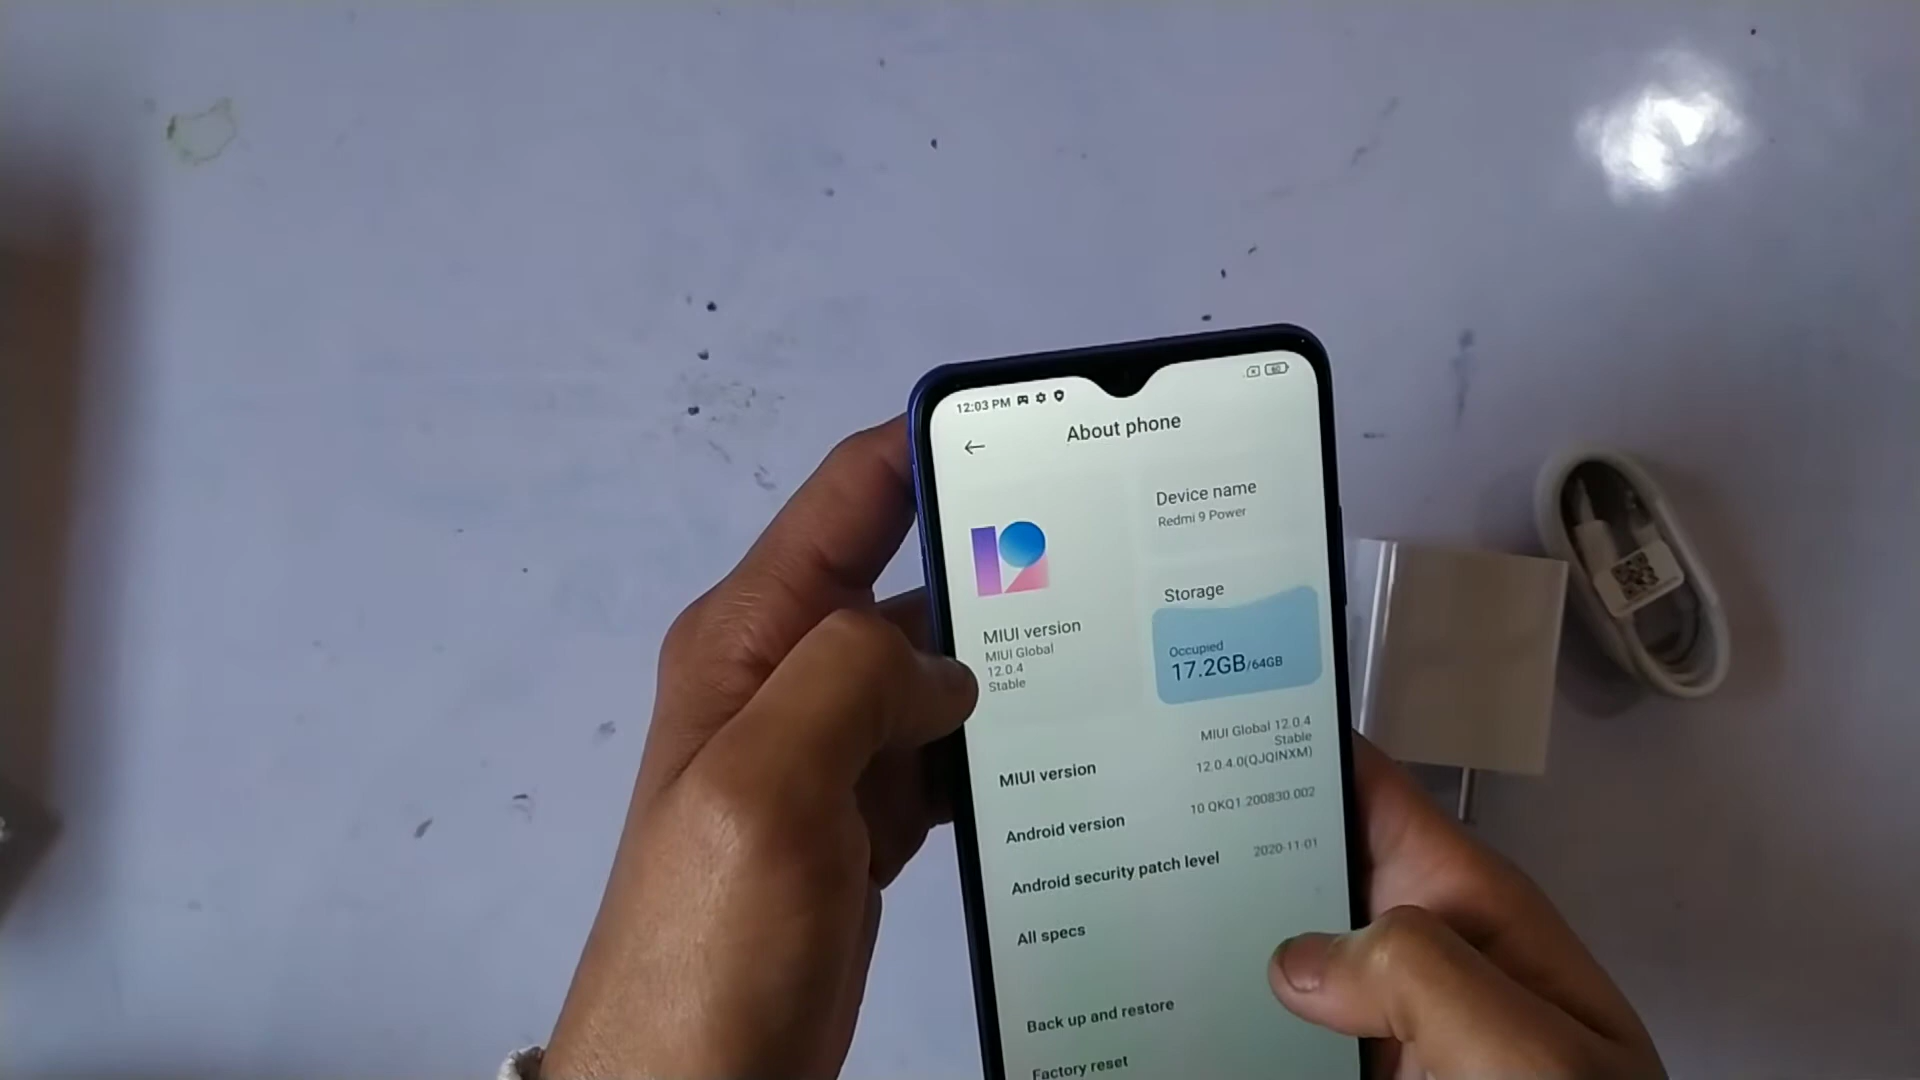 12:03 PM
About phone
Device name
Redmi 9 Power
Storage
MIUI version
MIUI Global
12.0.4
Stable
Occupied
17.2GB/64GB
MIUI version
MIUI Global 12.0.4
Stable
12.0.4.0(QJQINXM)
Android version
10 QKQ1.200830.002
Android security patch level
2020-11-01
All specs
Back up and restore
Factory reset